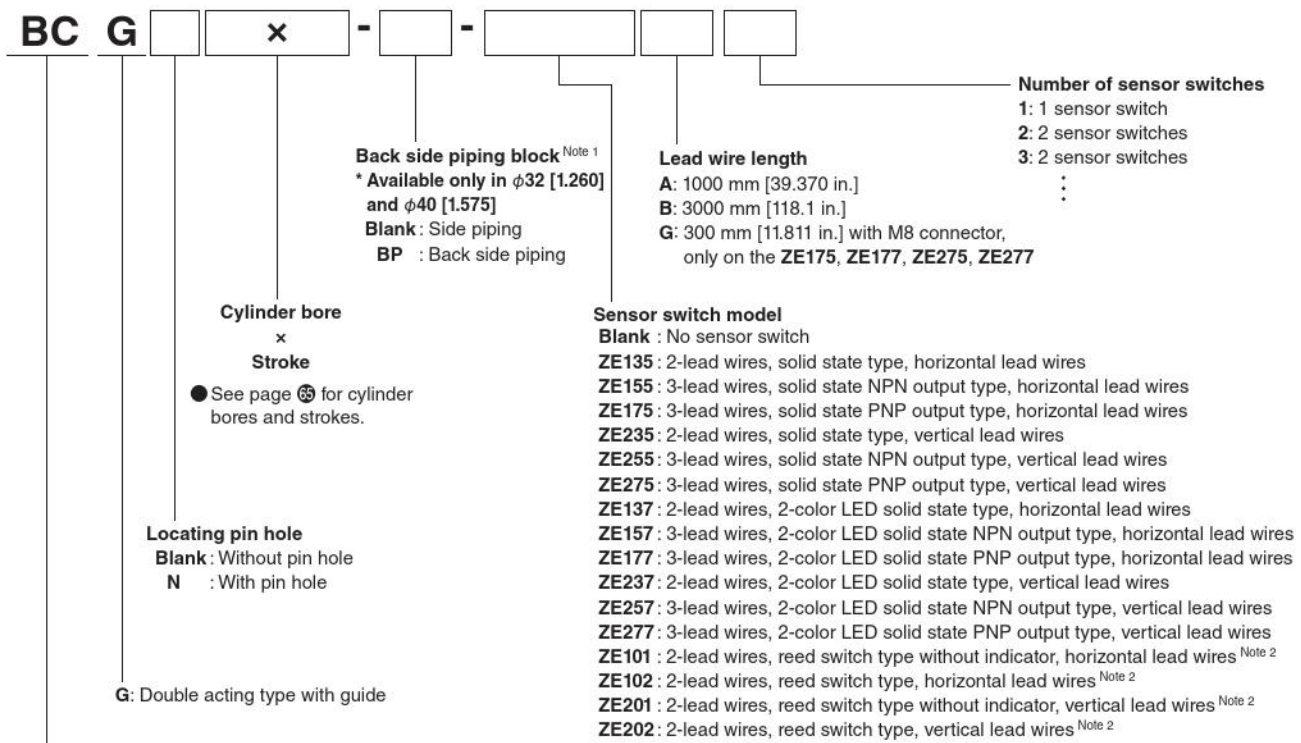 BC G × - -
Number of sensor switches
1: 1 sensor switch
2: 2 sensor switches
3: 2 sensor switches
⋮
Back side piping block Note 1
* Available only in φ32 [1.260]
and φ40 [1.575]
Blank : Side piping
BP : Back side piping
Lead wire length
A: 1000 mm [39.370 in.]
B: 3000 mm [118.1 in.]
G: 300 mm [11.811 in.] with M8 connector,
only on the ZE175, ZE177, ZE275, ZE277
Cylinder bore
×
Stroke
●See page 65 for cylinder
bores and strokes.
Sensor switch model
Blank : No sensor switch
ZE135 : 2-lead wires, solid state type, horizontal lead wires
ZE155 : 3-lead wires, solid state NPN output type, horizontal lead wires
ZE175 : 3-lead wires, solid state PNP output type, horizontal lead wires
ZE235 : 2-lead wires, solid state type, vertical lead wires
ZE255 : 3-lead wires, solid state NPN output type, vertical lead wires
ZE275 : 3-lead wires, solid state PNP output type, vertical lead wires
ZE137 : 2-lead wires, 2-color LED solid state type, horizontal lead wires
ZE157 : 3-lead wires, 2-color LED solid state NPN output type, horizontal lead wires
ZE177 : 3-lead wires, 2-color LED solid state PNP output type, horizontal lead wires
ZE237 : 2-lead wires, 2-color LED solid state type, vertical lead wires
ZE257 : 3-lead wires, 2-color LED solid state NPN output type, vertical lead wires
ZE277 : 3-lead wires, 2-color LED solid state PNP output type, vertical lead wires
ZE101 : 2-lead wires, reed switch type without indicator, horizontal lead wires Note 2
ZE102 : 2-lead wires, reed switch type, horizontal lead wires Note 2
ZE201 : 2-lead wires, reed switch type without indicator, vertical lead wires Note 2
ZE202 : 2-lead wires, reed switch type, vertical lead wires Note 2
Locating pin hole
Blank : Without pin hole
N : With pin hole
G: Double acting type with guide